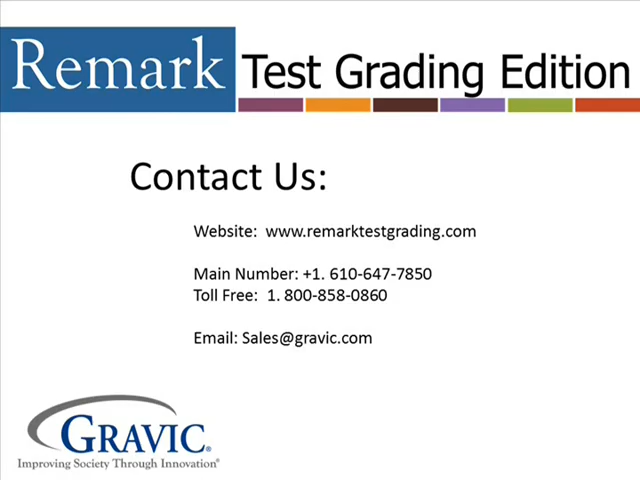 Remark Test Grading Edition
Contact Us:
Website: www.remarktestgrading.com
Main Number: +1. 610-647-7850
Toll Free: 1. 800-858-0860
Email: Sales@gravic.com
GRAVIC®
Improving Society Through Innovation®